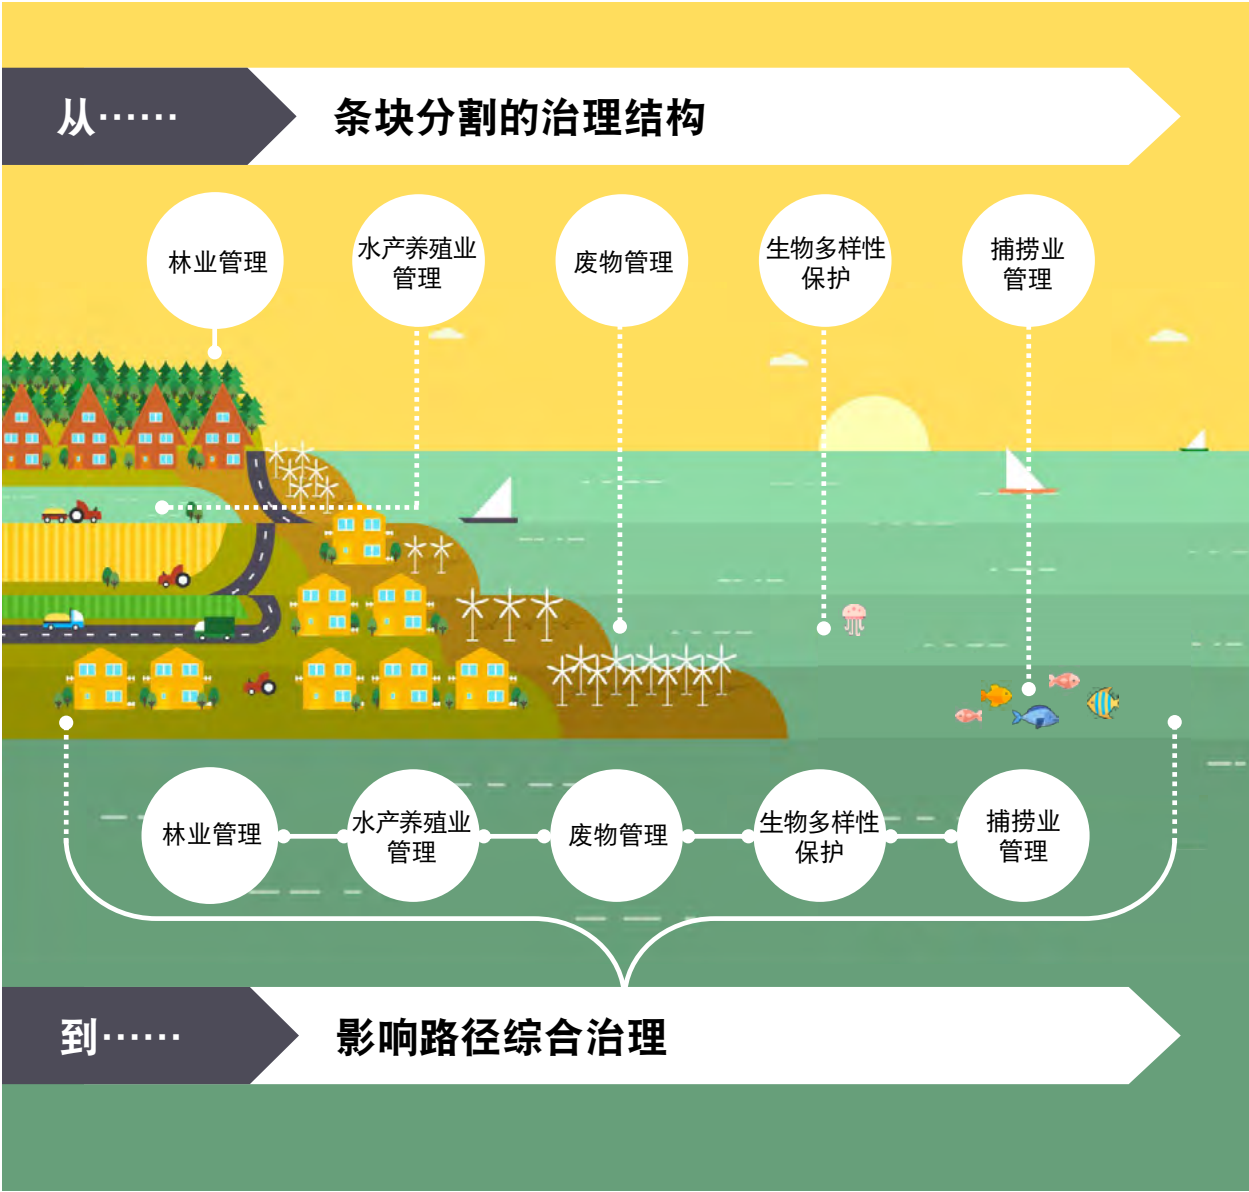 从······
条块分割的治理结构
林业管理
水产养殖业
管理
废物管理
生物多样性
保护
捕捞业
管理
林业管理
水产养殖业
管理
废物管理
生物多样性
保护
捕捞业
管理
到······
影响路径综合治理